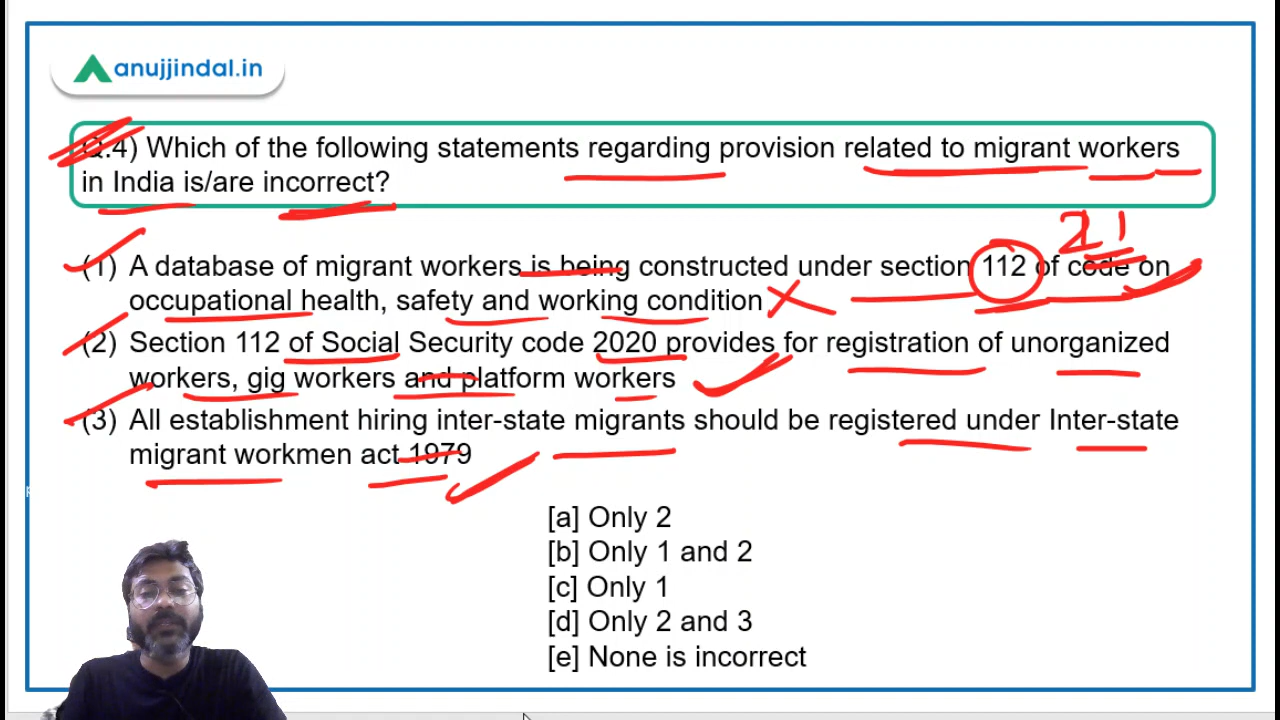 anujjindal.in
Q.4) Which of the following statements regarding provision related to migrant workers
in India is/are incorrect?
21
(1) A database of migrant workers is being constructed under section 112 of code on
occupational health, safety and working condition
(2) Section 112 of Social Security code 2020 provides for registration of unorganized
workers, gig workers and platform workers
(3) All establishment hiring inter-state migrants should be registered under Inter-state
migrant workmen act 1979
[a] Only 2
[b] Only 1 and 2
[c] Only 1
[d] Only 2 and 3
[e] None is incorrect